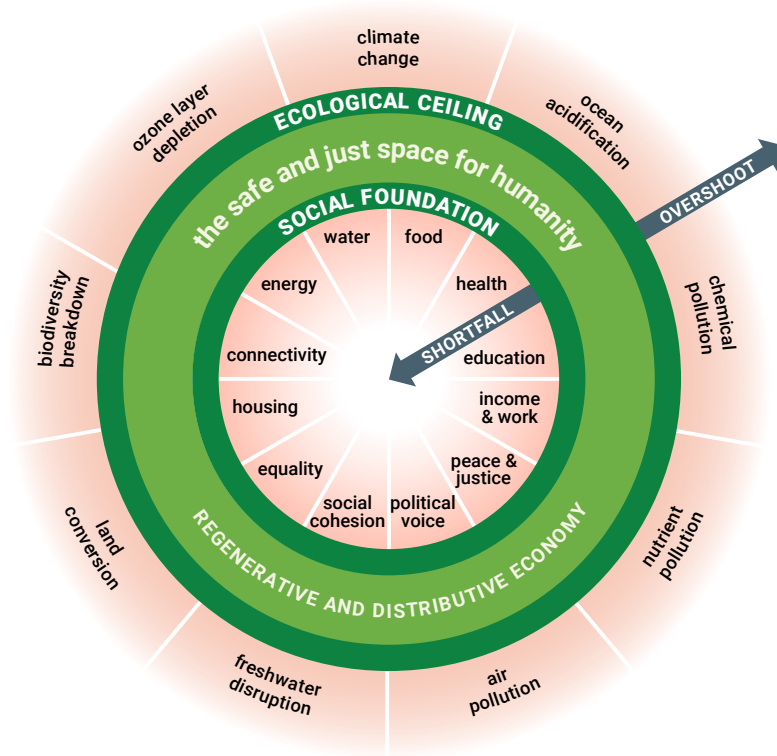 climate
change
ozone layer
depletion
ECOLOGICAL CEILING
ocean
acidification
the safe and just space for humanity
OVERSHOOT
SOCIAL FOUNDATION
water
food
energy
health
biodiversity
breakdown
chemical
pollution
SHORTFALL
connectivity
education
housing
income
& work
equality
peace &
justice
social
cohesion
political
voice
land
conversion
REGENERATIVE AND DISTRIBUTIVE ECONOMY
nutrient
pollution
freshwater
disruption
air
pollution